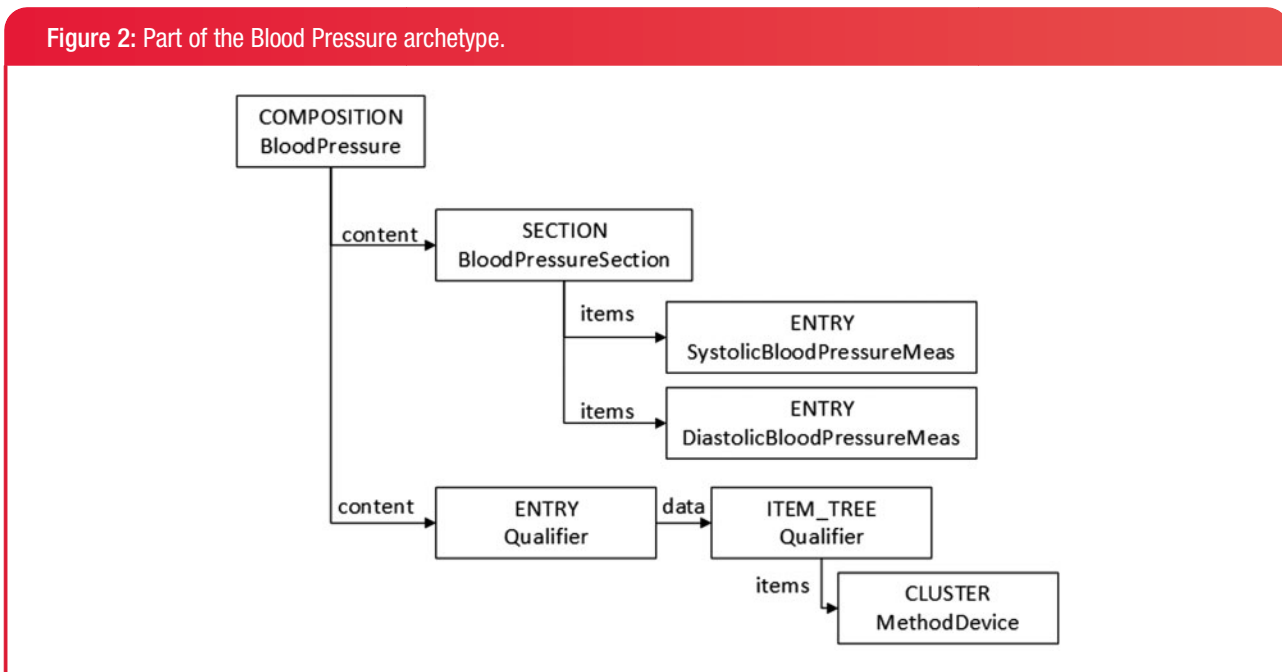 Figure 2: Part of the Blood Pressure archetype.
COMPOSITION
BloodPressure
content
SECTION
BloodPressureSection
items
ENTRY
SystolicBloodPressureMeas
items
ENTRY
DiastolicBloodPressureMeas
content
ENTRY
Qualifier
data
ITEM_TREE
Qualifier
items
CLUSTER
MethodDevice